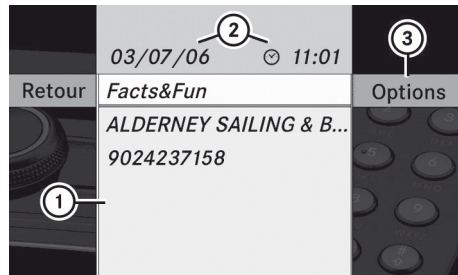 2
3
03/07/06 11:01
Retour Facts&Fun Options
ALDERNEY SAILING & B...
9024237158
1